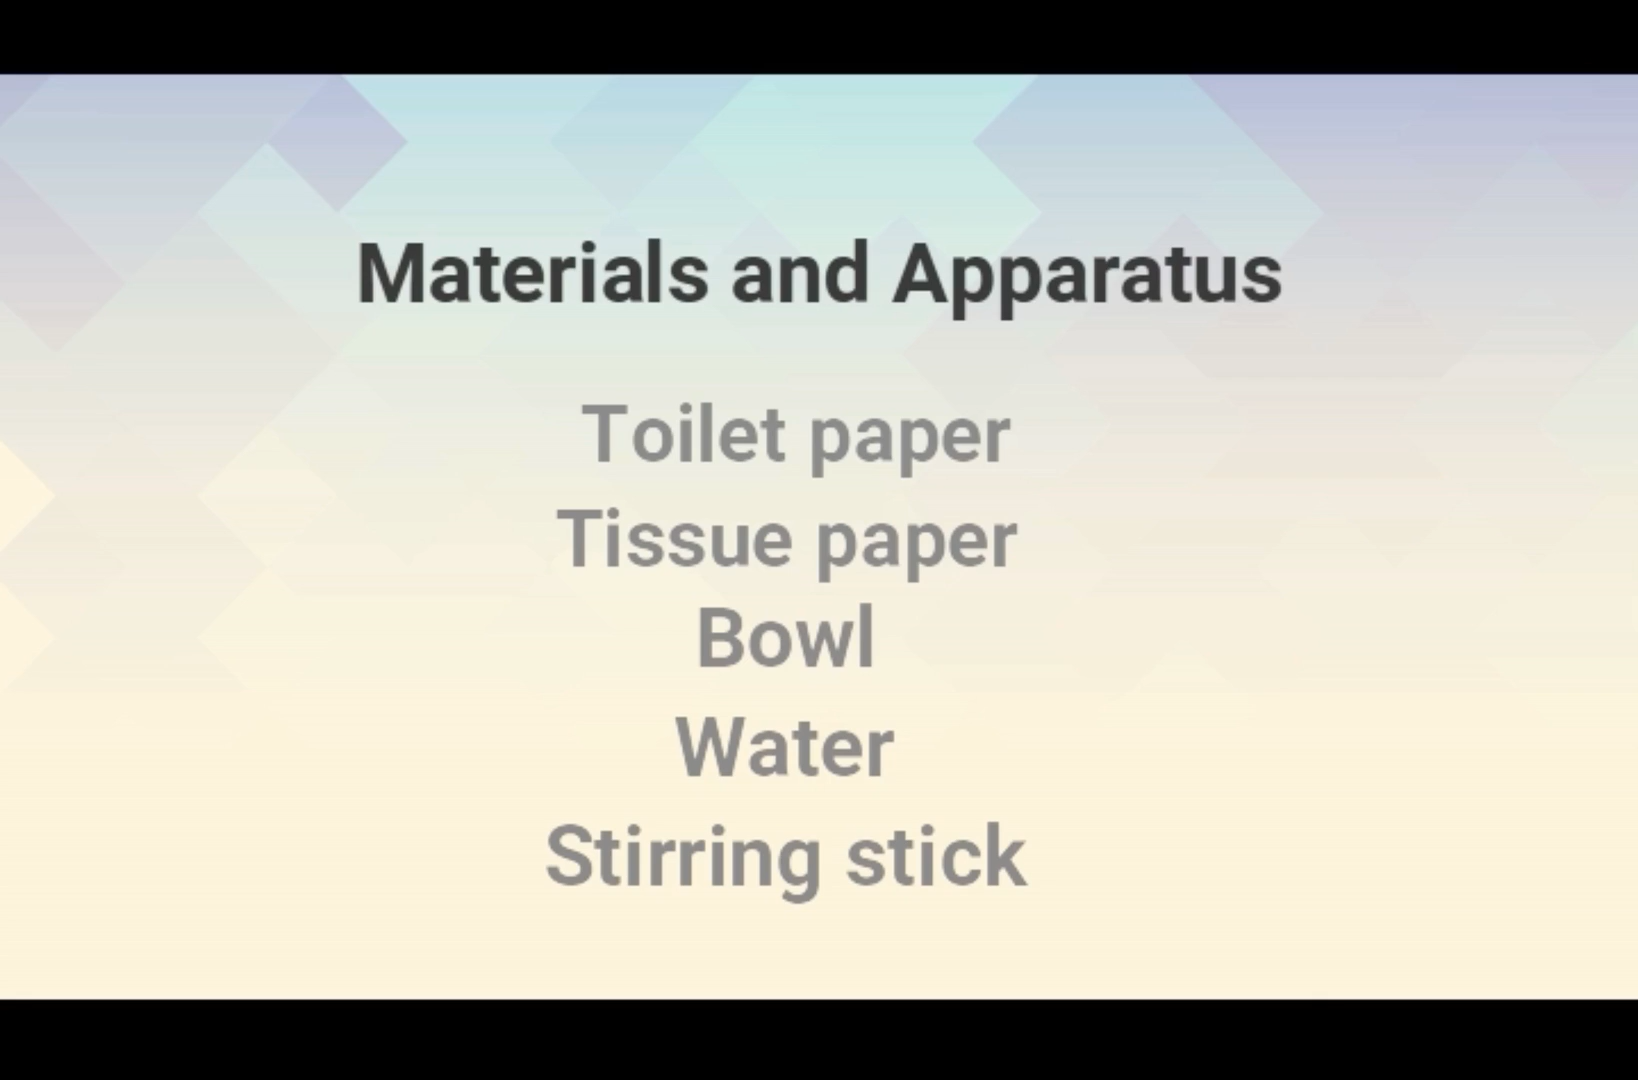 Materials and Apparatus
Toilet paper
Tissue paper
Bowl
Water
Stirring stick